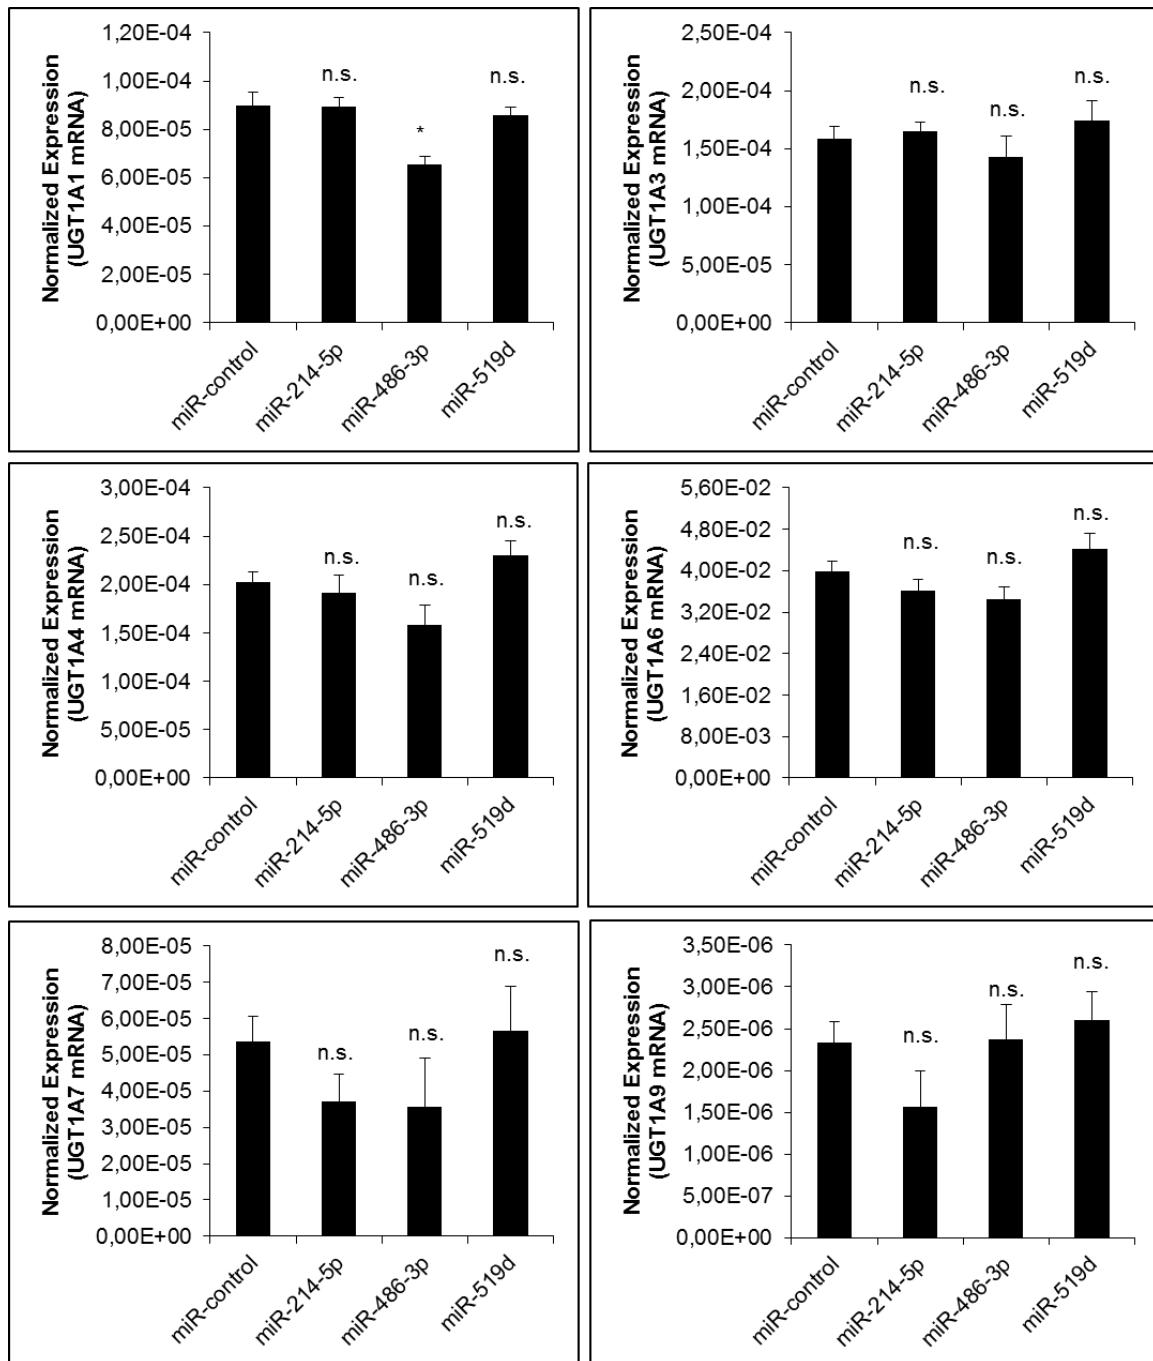 Normalized Expression
(UGT1A1 mRNA)
1,20E-04
1,00E-04
8,00E-05
6,00E-05
4,00E-05
2,00E-05
0,00E+00
n.s.
*
n.s.
miR-control
miR-214-5p
miR-486-3p
miR-519d
Normalized Expression
(UGT1A3 mRNA)
2,50E-04
2,00E-04
1,50E-04
1,00E-04
5,00E-05
0,00E+00
n.s.
n.s.
n.s.
miR-control
miR-214-5p
miR-486-3p
miR-519d
Normalized Expression
(UGT1A4 mRNA)
3,00E-04
2,50E-04
2,00E-04
1,50E-04
1,00E-04
5,00E-05
0,00E+00
n.s.
n.s.
n.s.
miR-control
miR-214-5p
miR-486-3p
miR-519d
Normalized Expression
(UGT1A6 mRNA)
5,60E-02
4,80E-02
4,00E-02
3,20E-02
2,40E-02
1,60E-02
8,00E-03
0,00E+00
n.s.
n.s.
n.s.
miR-control
miR-214-5p
miR-486-3p
miR-519d
Normalized Expression
(UGT1A7 mRNA)
8,00E-05
7,00E-05
6,00E-05
5,00E-05
4,00E-05
3,00E-05
2,00E-05
1,00E-05
0,00E+00
n.s.
n.s.
n.s.
miR-control
miR-214-5p
miR-486-3p
miR-519d
Normalized Expression
(UGT1A9 mRNA)
3,50E-06
3,00E-06
2,50E-06
2,00E-06
1,50E-06
1,00E-06
5,00E-07
0,00E+00
n.s.
n.s.
n.s.
miR-control
miR-214-5p
miR-486-3p
miR-519d